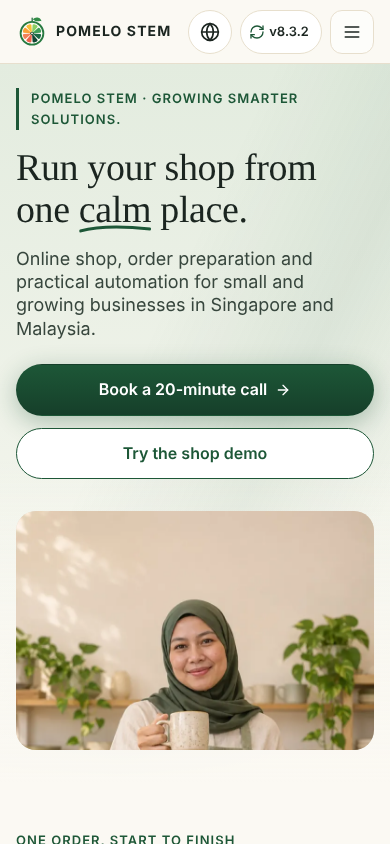 POMELO STEM
v8.3.2
POMELO STEM · GROWING SMARTER
SOLUTIONS.
Run your shop from
one calm place.
Online shop, order preparation and
practical automation for small and
growing businesses in Singapore and
Malaysia.
Book a 20-minute call →
Try the shop demo
ONE ORDER, START TO FINISH